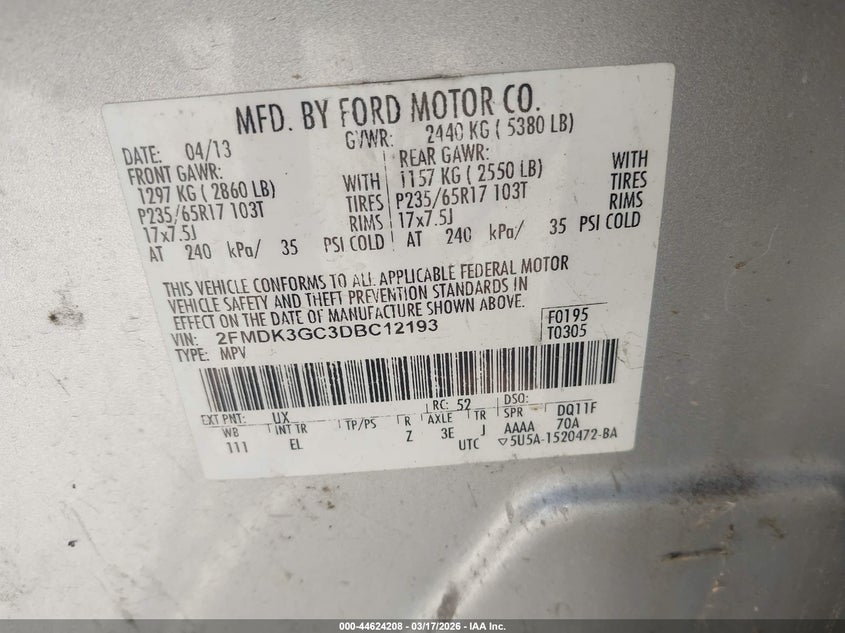 MFD. BY FORD MOTOR CO.
DATE: 04/13 GVWR: 2440 KG ( 5380 LB)
FRONT GAWR: REAR GAWR:
1297 KG ( 2860 LB) WITH 1157 KG ( 2550 LB) WITH
P235/65R17 103T TIRES P235/65R17 103T TIRES
17x7.5J RIMS 17x7.5J RIMS
AT 240 kPa/ 35 PSI COLD AT 240 kPa/ 35 PSI COLD
THIS VEHICLE CONFORMS TO ALL APPLICABLE FEDERAL MOTOR
VEHICLE SAFETY AND THEFT PREVENTION STANDARDS IN
EFFECT ON THE DATE OF MANUFACTURE SHOWN ABOVE.
VIN: 2FMDK3GC3DBC12193 F0195
TYPE: MPV T0305
EXT PNT: UX RC: 52 DSO:
WB INT TR TP/PS R AXLE TR SPR DQ11F
111 EL Z 3E J AAAA 70A
UTC ▽5U5A-1520472-BA
000-44624208 - 03/17/2026 - IAA Inc.